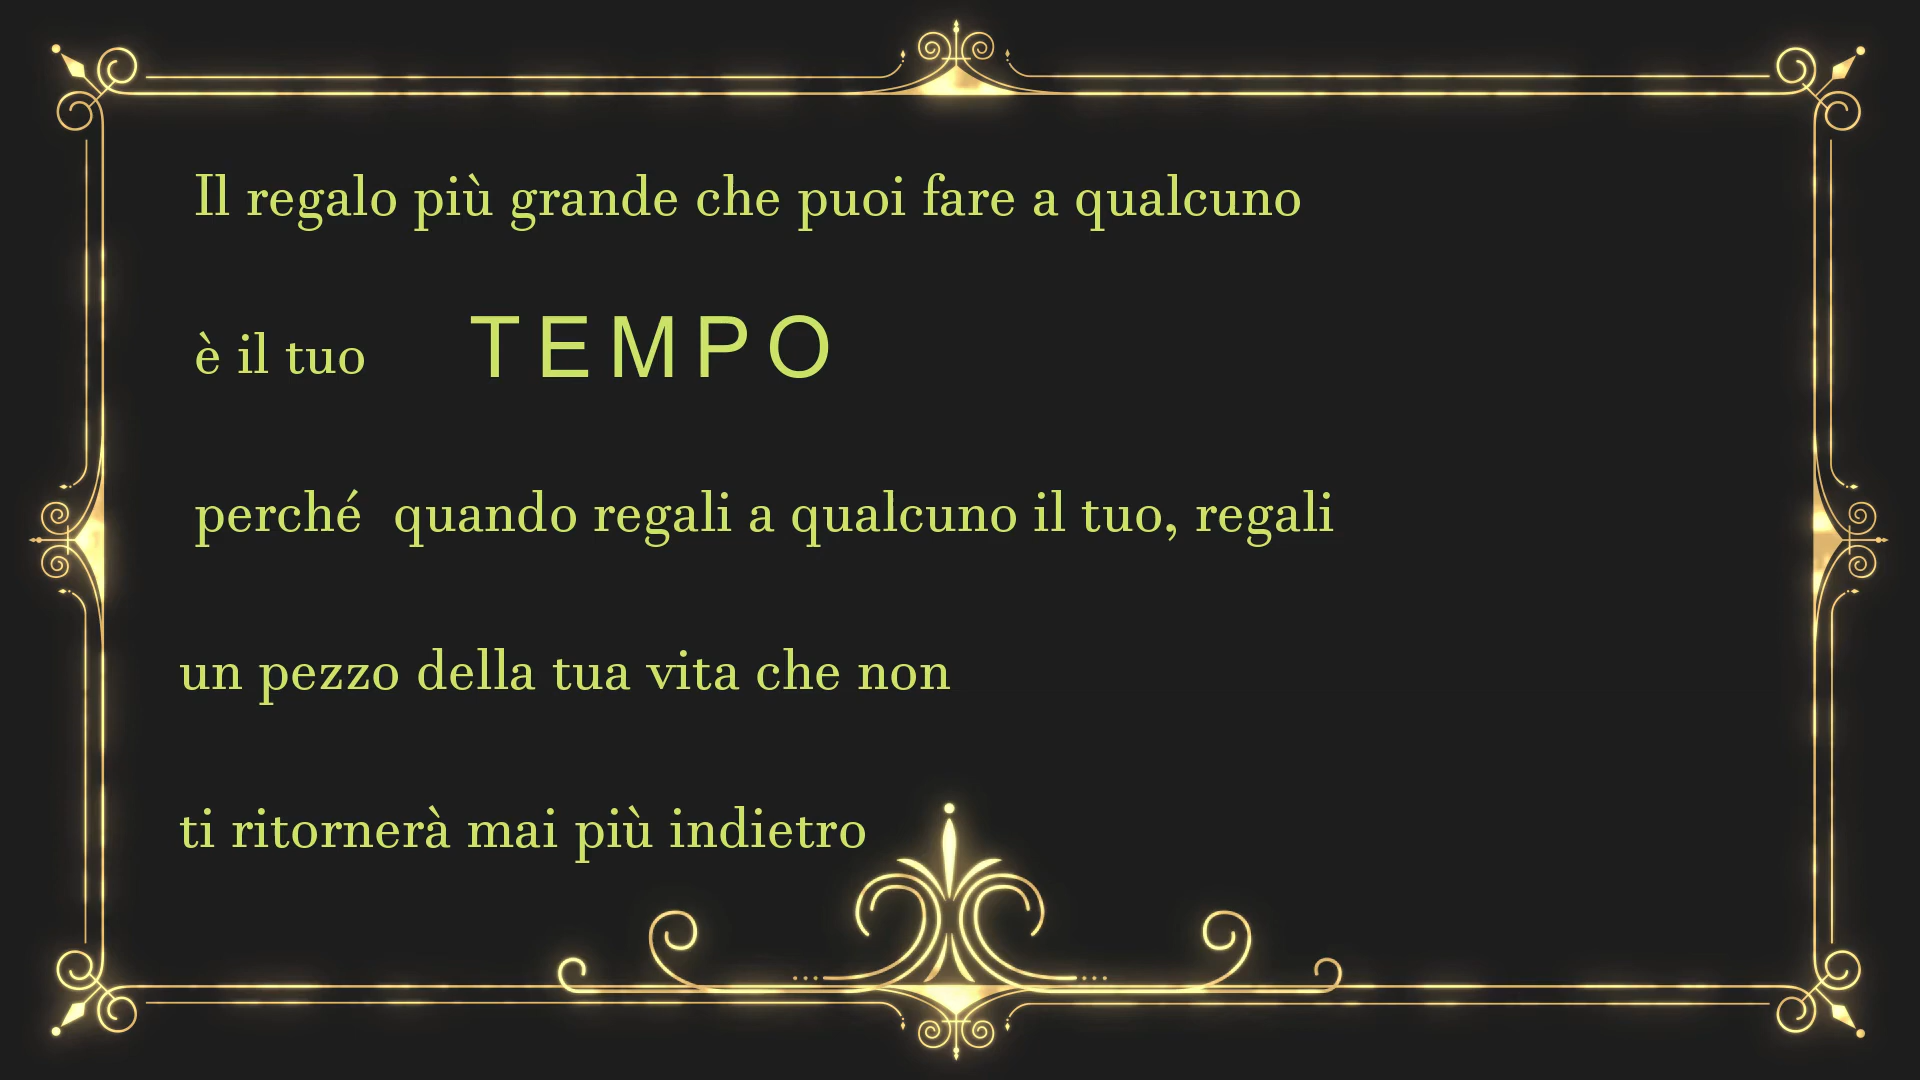 Il regalo più grande che puoi fare a qualcuno
è il tuo TEMPO
perché quando regali a qualcuno il tuo, regali
un pezzo della tua vita che non
ti ritornerà mai più indietro